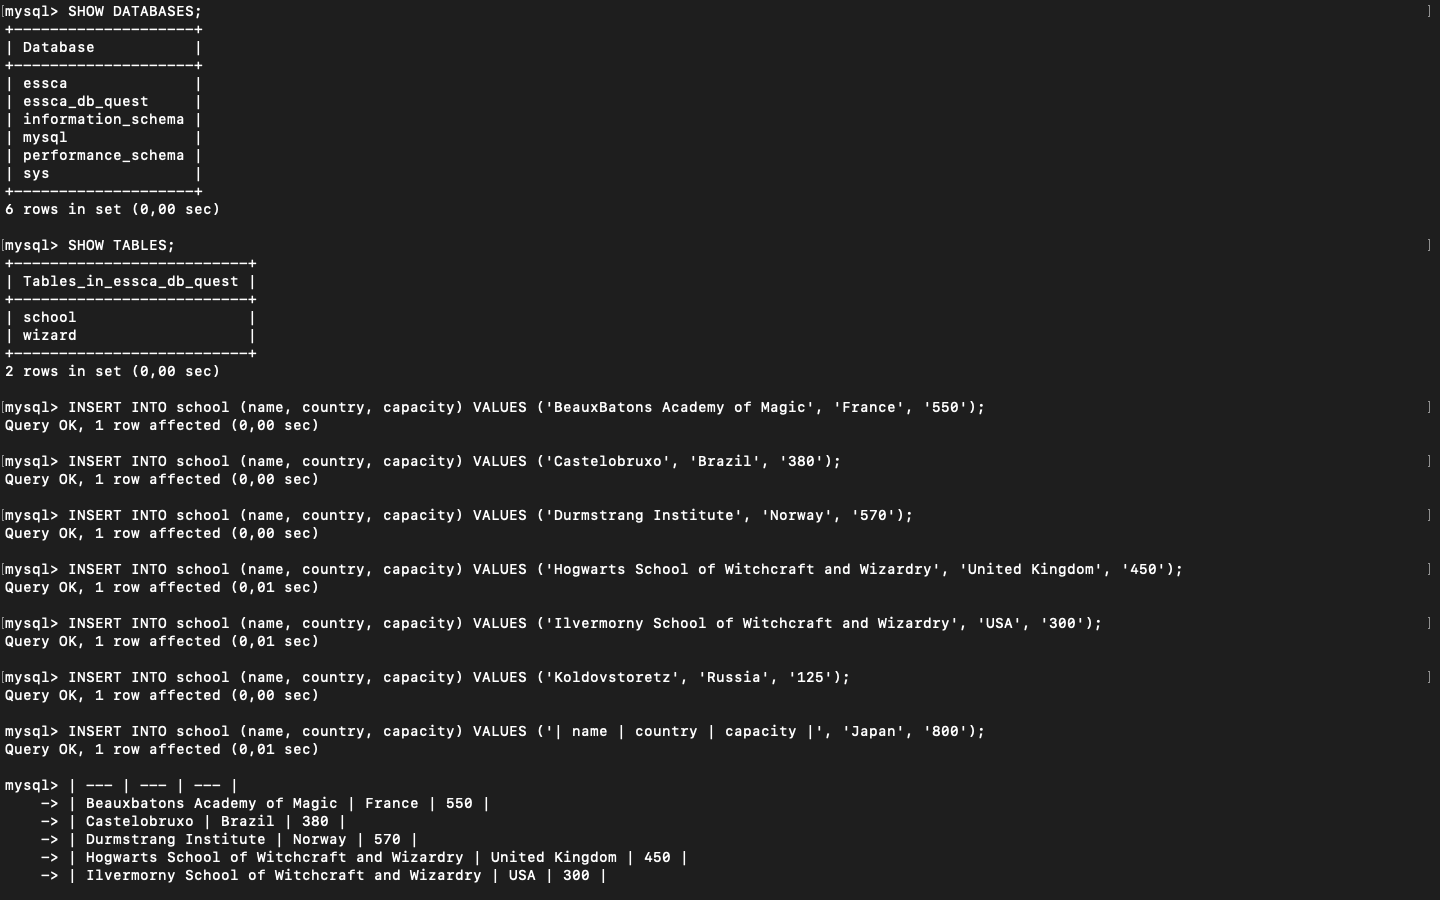 [mysql> SHOW DATABASES; ]
+--------------------+
| Database           |
+--------------------+
| essca              |
| essca_db_quest     |
| information_schema |
| mysql              |
| performance_schema |
| sys                |
+--------------------+
6 rows in set (0,00 sec)
[mysql> SHOW TABLES; ]
+--------------------------+
| Tables_in_essca_db_quest |
+--------------------------+
| school                   |
| wizard                   |
+--------------------------+
2 rows in set (0,00 sec)
[mysql> INSERT INTO school (name, country, capacity) VALUES ('BeauxBatons Academy of Magic', 'France', '550'); ]
Query OK, 1 row affected (0,00 sec)
[mysql> INSERT INTO school (name, country, capacity) VALUES ('Castelobruxo', 'Brazil', '380'); ]
Query OK, 1 row affected (0,00 sec)
[mysql> INSERT INTO school (name, country, capacity) VALUES ('Durmstrang Institute', 'Norway', '570'); ]
Query OK, 1 row affected (0,00 sec)
[mysql> INSERT INTO school (name, country, capacity) VALUES ('Hogwarts School of Witchcraft and Wizardry', 'United Kingdom', '450'); ]
Query OK, 1 row affected (0,01 sec)
[mysql> INSERT INTO school (name, country, capacity) VALUES ('Ilvermorny School of Witchcraft and Wizardry', 'USA', '300'); ]
Query OK, 1 row affected (0,01 sec)
[mysql> INSERT INTO school (name, country, capacity) VALUES ('Koldovstoretz', 'Russia', '125'); ]
Query OK, 1 row affected (0,00 sec)
mysql> INSERT INTO school (name, country, capacity) VALUES ('| name | country | capacity |', 'Japan', '800');
Query OK, 1 row affected (0,01 sec)
mysql> | --- | --- | --- |
    -> | Beauxbatons Academy of Magic | France | 550 |
    -> | Castelobruxo | Brazil | 380 |
    -> | Durmstrang Institute | Norway | 570 |
    -> | Hogwarts School of Witchcraft and Wizardry | United Kingdom | 450 |
    -> | Ilvermorny School of Witchcraft and Wizardry | USA | 300 |